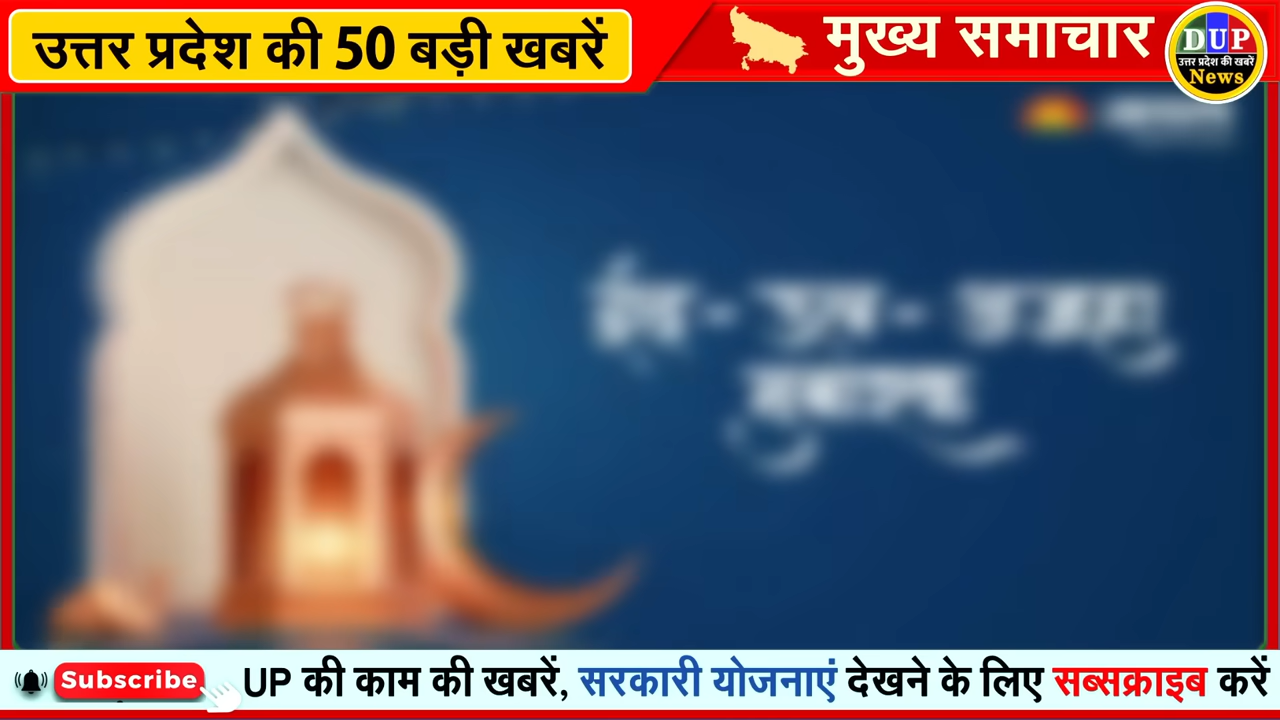 उत्तर प्रदेश की 50 बड़ी खबरें
मुख्य समाचार
DUP
उत्तर प्रदेश की खबरें
News
Subscribe
UP की काम की खबरें, सरकारी योजनाएं देखने के लिए सब्सक्राइब करें